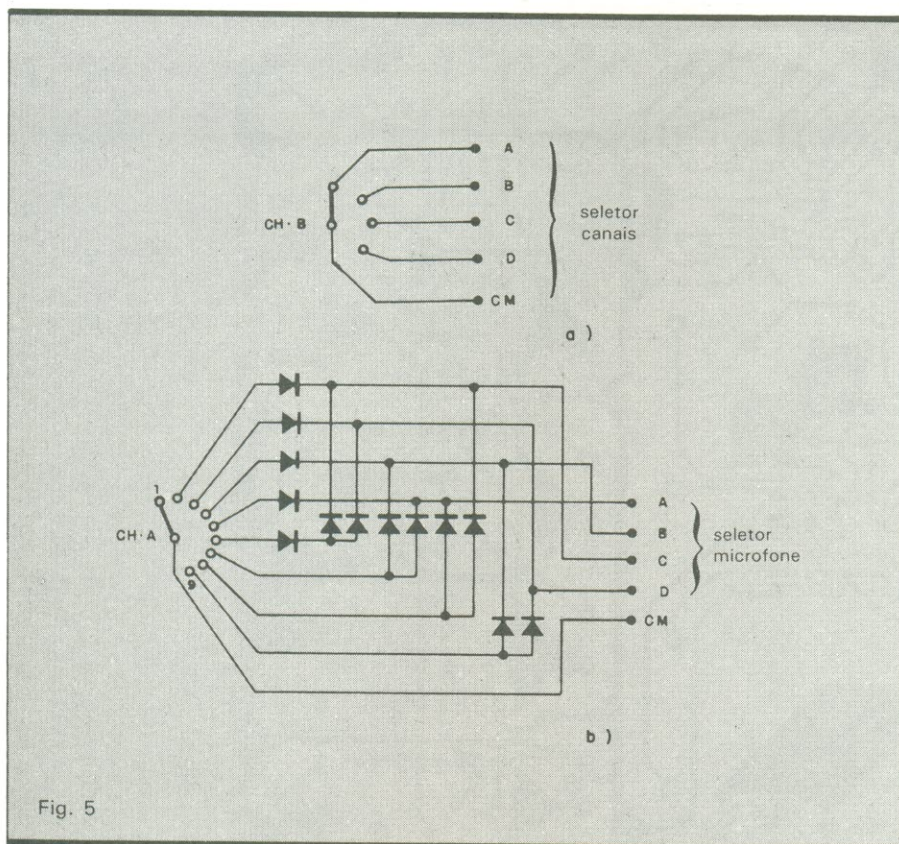 A
B
CH·B
C
seletor
canais
D
CM
a )
1
A
CH·A
B
seletor
microfone
C
D
9
CM
b )
Fig. 5